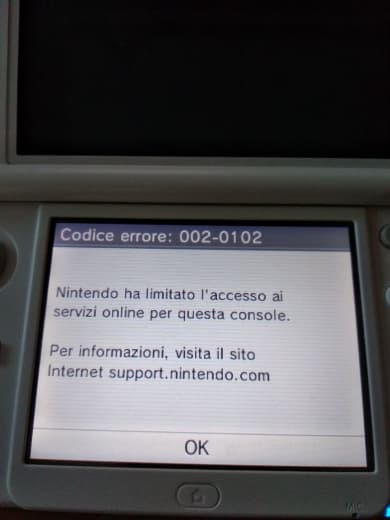 Codice errore: 002-0102
Nintendo ha limitato l'accesso ai
servizi online per questa console.
Per informazioni, visita il sito
Internet support.nintendo.com
OK
MIC